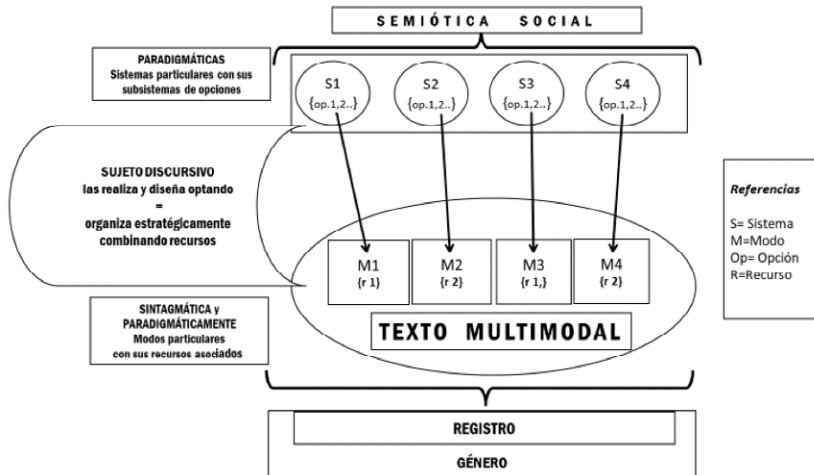 SEMIÓTICA SOCIAL
PARADIGMÁTICAS
Sistemas particulares con sus
subsistemas de opciones
S1
{op.1,2..}
S2
{op.1,2..}
S3
{op.1,2..}
S4
{op.1,2..}
SUJETO DISCURSIVO
las realiza y diseña optando
=
organiza estratégicamente
combinando recursos
Referencias
S= Sistema
M=Modo
Op= Opción
R=Recurso
M1
{r 1}
M2
{r 2}
M3
{r 1,}
M4
{r 2}
TEXTO MULTIMODAL
SINTAGMÁTICA y
PARADIGMÁTICAMENTE
Modos particulares
con sus recursos asociados
REGISTRO
GÉNERO